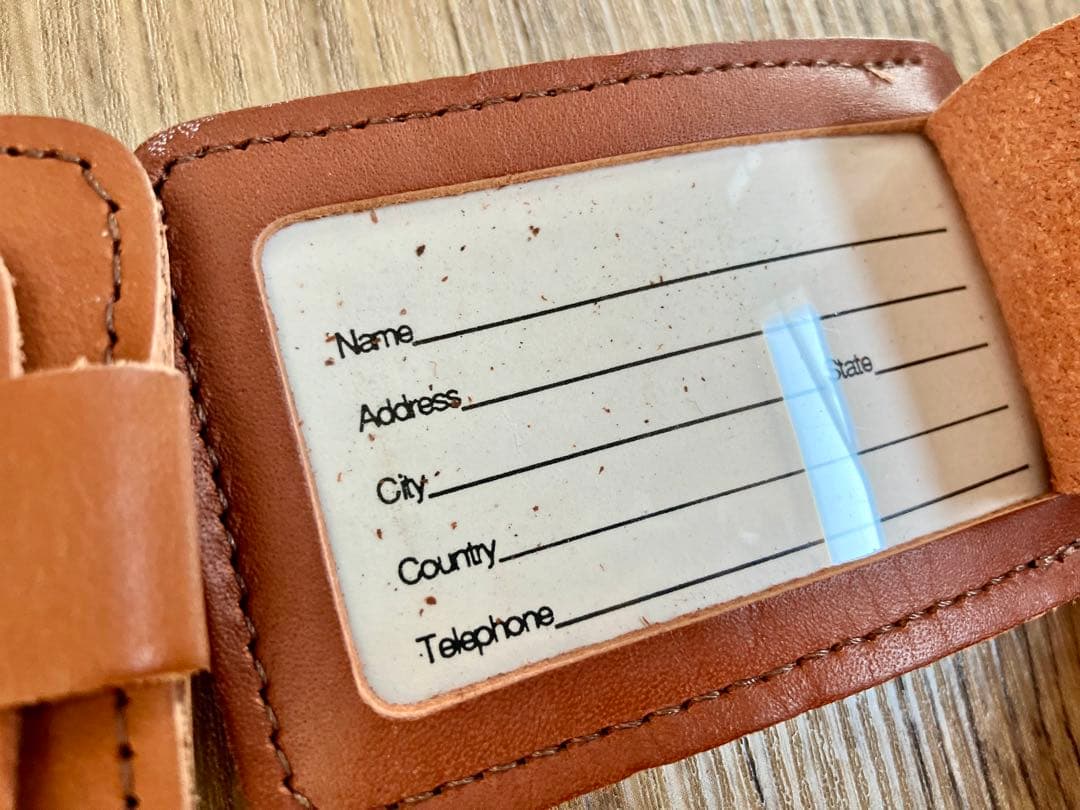 Name
Address
City State
Country
Telephone